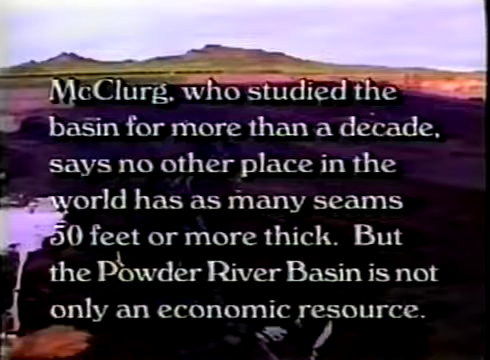 McClurg, who studied the
basin for more than a decade,
says no other place in the
world has as many seams
50 feet or more thick.  But
the Powder River Basin is not
only an economic resource.